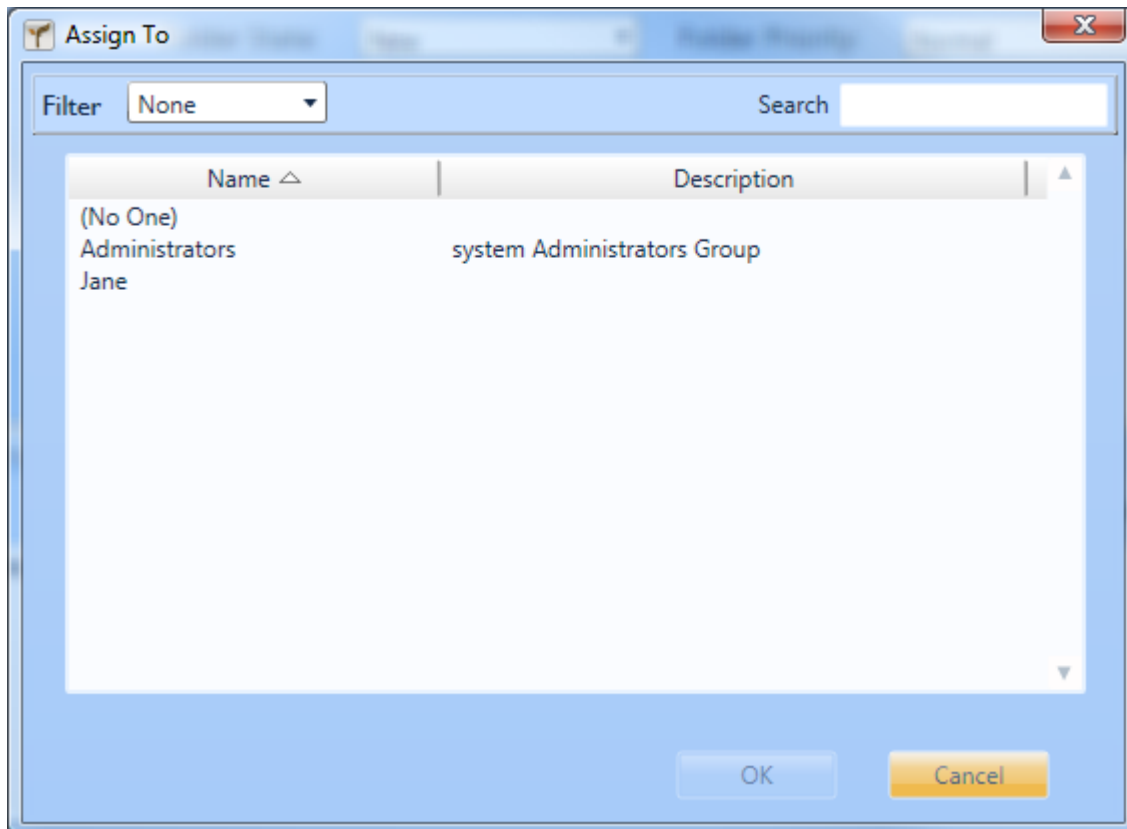 Assign To
Filter None Search
Name Description
(No One)
Administrators system Administrators Group
Jane
OK Cancel